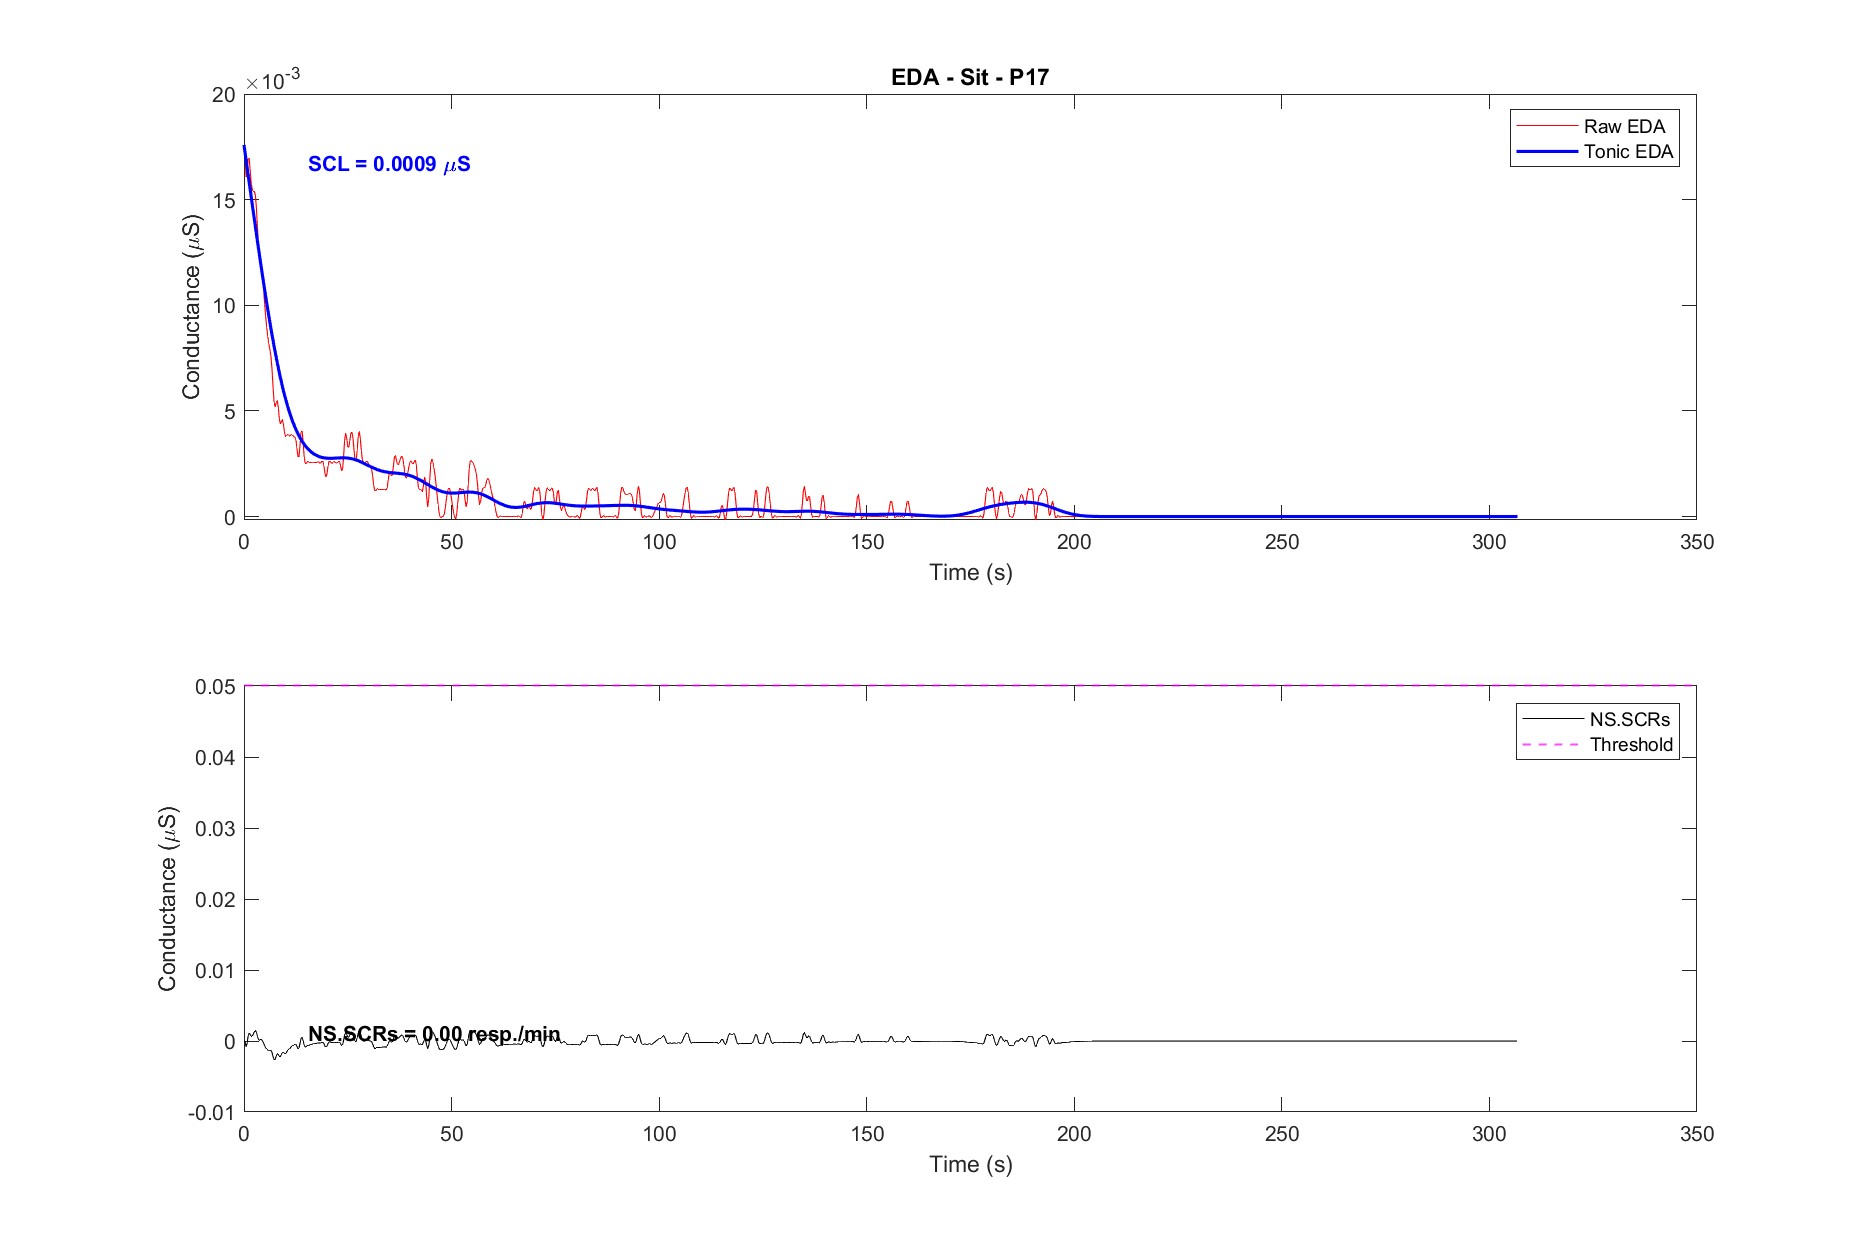 EDA - Sit - P17
×10-3
20
15
10
5
0
Conductance (μS)
SCL = 0.0009 μS
Raw EDA
Tonic EDA
0 50 100 150 200 250 300 350
Time (s)
0.05
0.04
0.03
0.02
0.01
0
-0.01
Conductance (μS)
NS.SCRs
Threshold
NS.SCRs = 0.00 resp./min
0 50 100 150 200 250 300 350
Time (s)